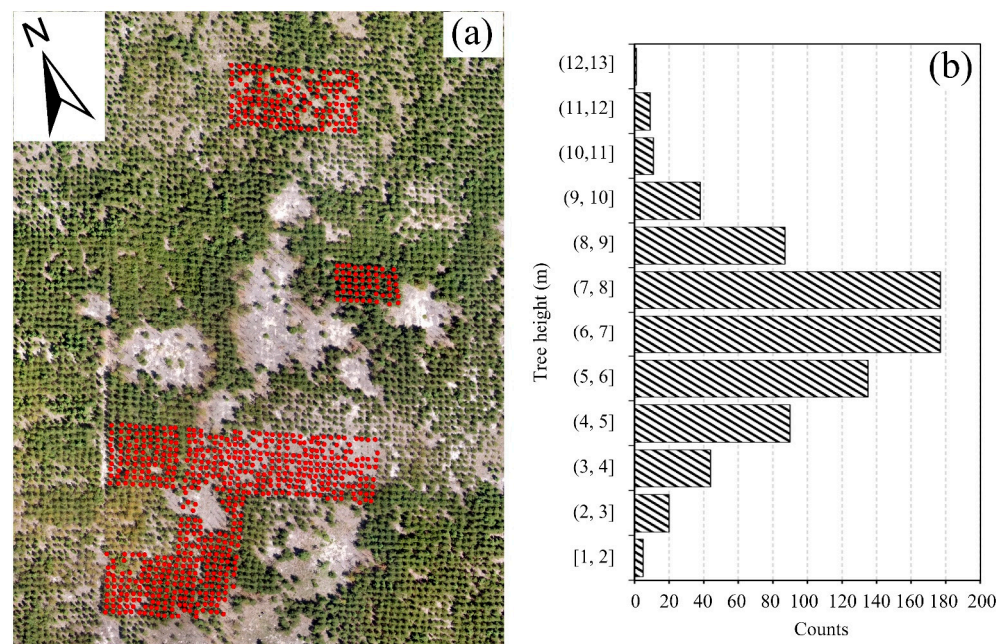 N
(a)
(b)
Tree height (m)
(12,13]
(11,12]
(10,11]
(9, 10]
(8, 9]
(7, 8]
(6, 7]
(5, 6]
(4, 5]
(3, 4]
(2, 3]
[1, 2]
0 20 40 60 80 100 120 140 160 180 200
Counts